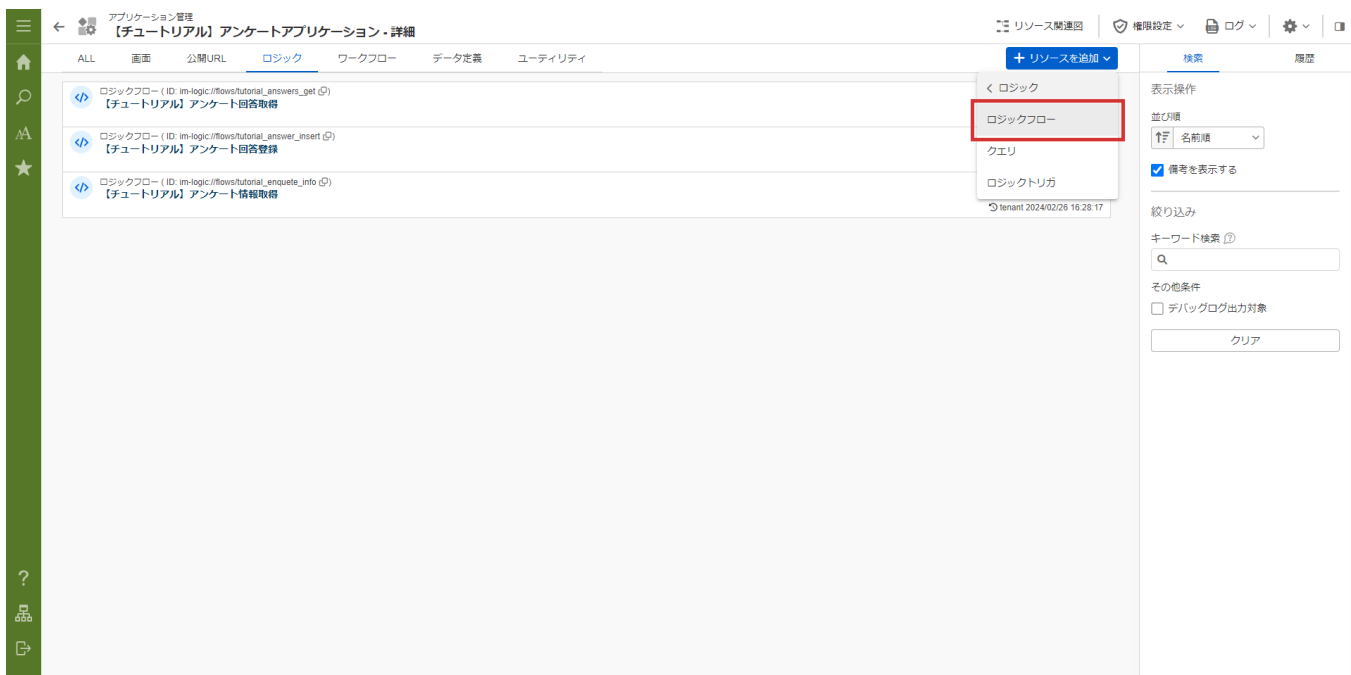 アプリケーション管理
【チュートリアル】アンケートアプリケーション - 詳細
リソース関連図
権限設定
ログ
ALL
画面
公開URL
ロジック
ワークフロー
データ定義
ユーティリティ
+ リソースを追加
検索
履歴
ロジックフロー ( ID: im-logic://flows/tutorial_answers_get )
【チュートリアル】アンケート回答取得
ロジックフロー ( ID: im-logic://flows/tutorial_answer_insert )
【チュートリアル】アンケート回答登録
ロジックフロー ( ID: im-logic://flows/tutorial_enquete_info )
【チュートリアル】アンケート情報取得
tenant 2024/02/26 16:28:17
< ロジック
ロジックフロー
クエリ
ロジックトリガ
表示操作
並び順
名前順
備考を表示する
絞り込み
キーワード検索 ?
その他条件
デバッグログ出力対象
クリア